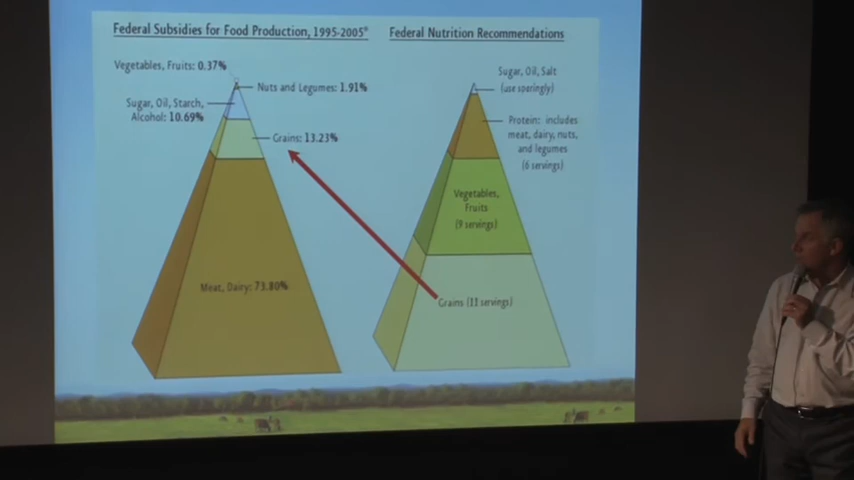 Federal Subsidies for Food Production, 1995-2005*
Vegetables, Fruits: 0.37%
Nuts and Legumes: 1.91%
Sugar, Oil, Starch,
Alcohol: 10.69%
Grains: 13.23%
Meat, Dairy: 73.80%
Federal Nutrition Recommendations
Sugar, Oil, Salt
(use sparingly)
Protein: includes
meat, dairy, nuts,
and legumes
(6 servings)
Vegetables,
Fruits
(9 servings)
Grains (11 servings)